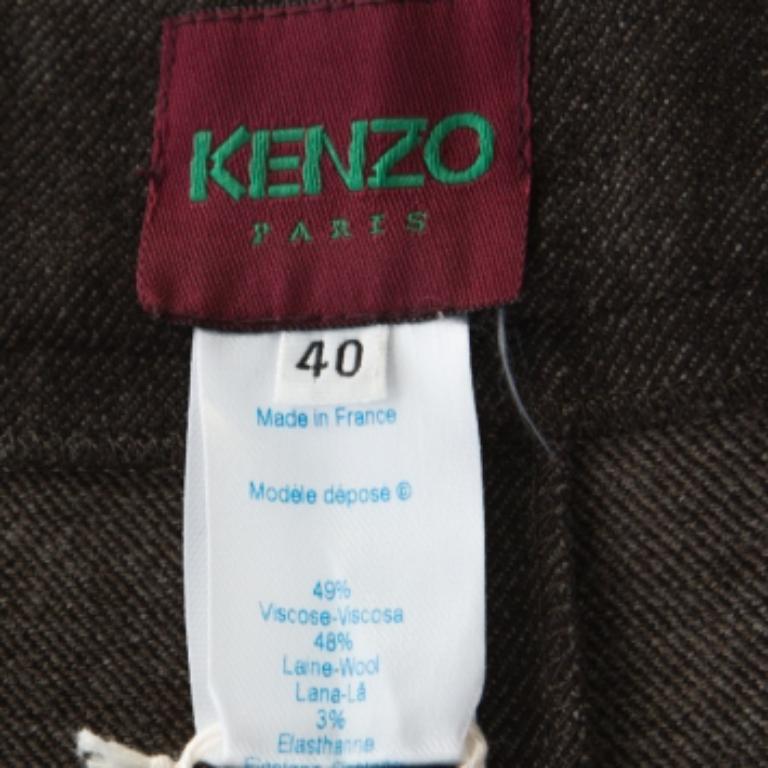 KENZO
PARIS
40
Made in France
Modèle déposé ©
49%
Viscose-Viscosa
48%
Laine-Wool
Lana-Lã
3%
Elasthanne